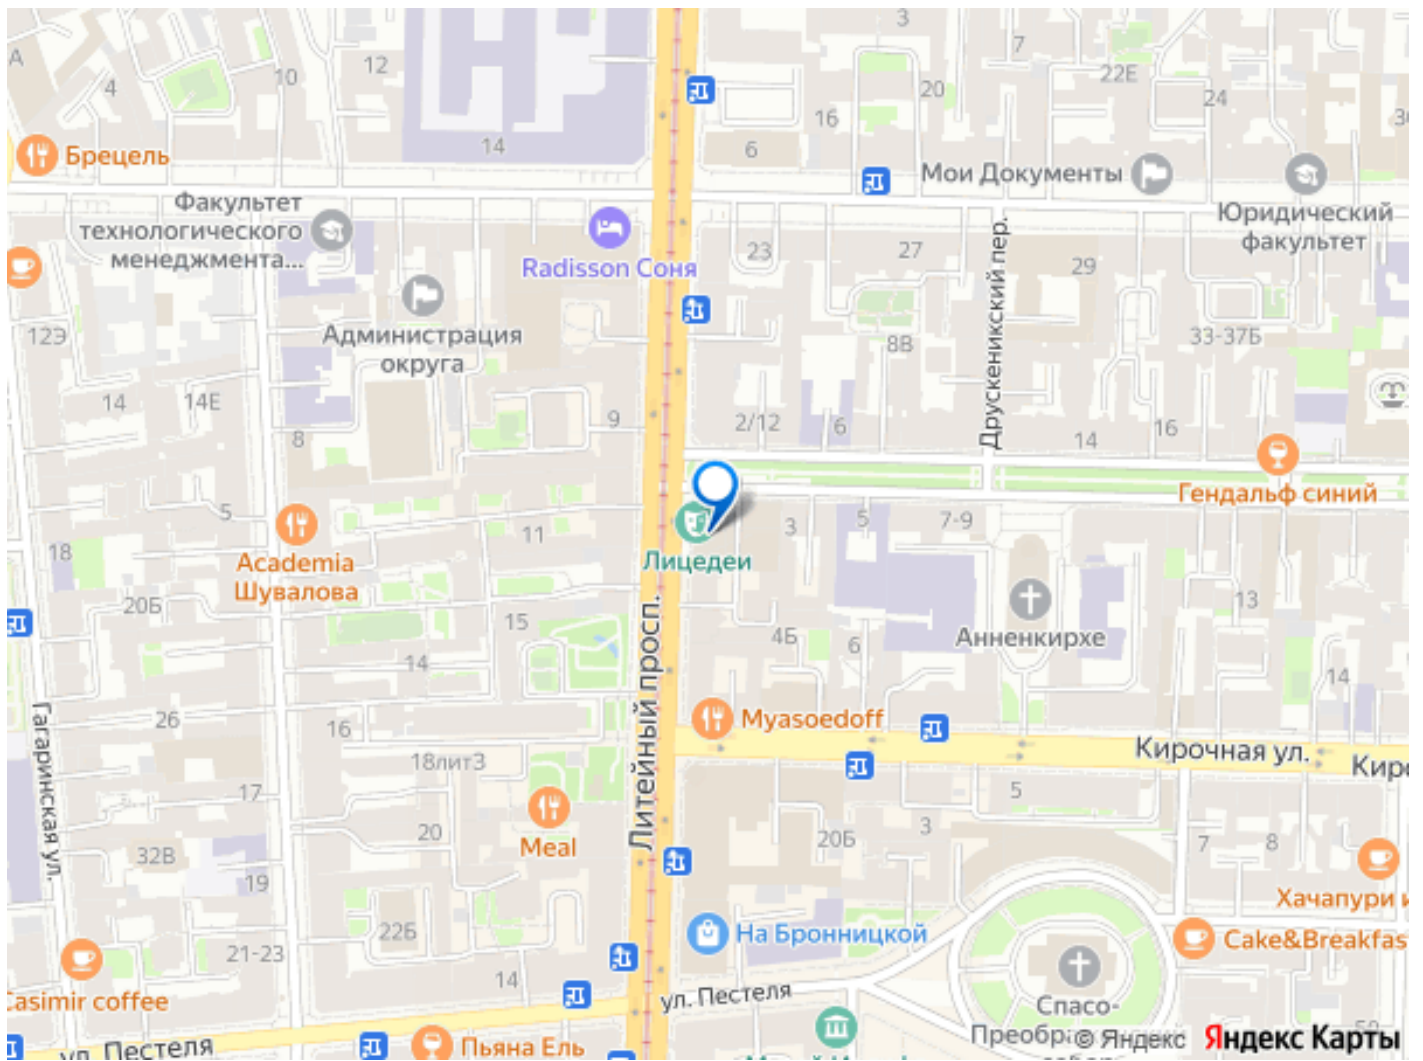 3
7
А
12
10
4
22Е
20
24
16
14
6
Брецель
Мои Документы
Факультет
технологического
менеджмента...
Юридический
факультет
Radisson Соня
23
27
29
Друскеникский пер.
Администрация
округа
12Э
8В
33-37Б
14
14Е
9
2/12
6
14
16
8
Гендальф синий
5
11
3
5
7-9
Academia
Шувалова
Лицедеи
18
20Б
15
13
4Б
6
Анненкирхе
14
14
Литейный просп.
26
16
Myasoedoff
Гагаринская ул.
Кирочная ул.
18лит3
17
5
20
3
20Б
7
8
Meal
32В
19
Хачапури и
22Б
На Бронницкой
Cake&Breakfas
21-23
14
Casimir coffee
ул. Пестеля
Спасо-
Преобра
© Яндекс
Яндекс Карты
ул. Пестеля
Пьяна Ель